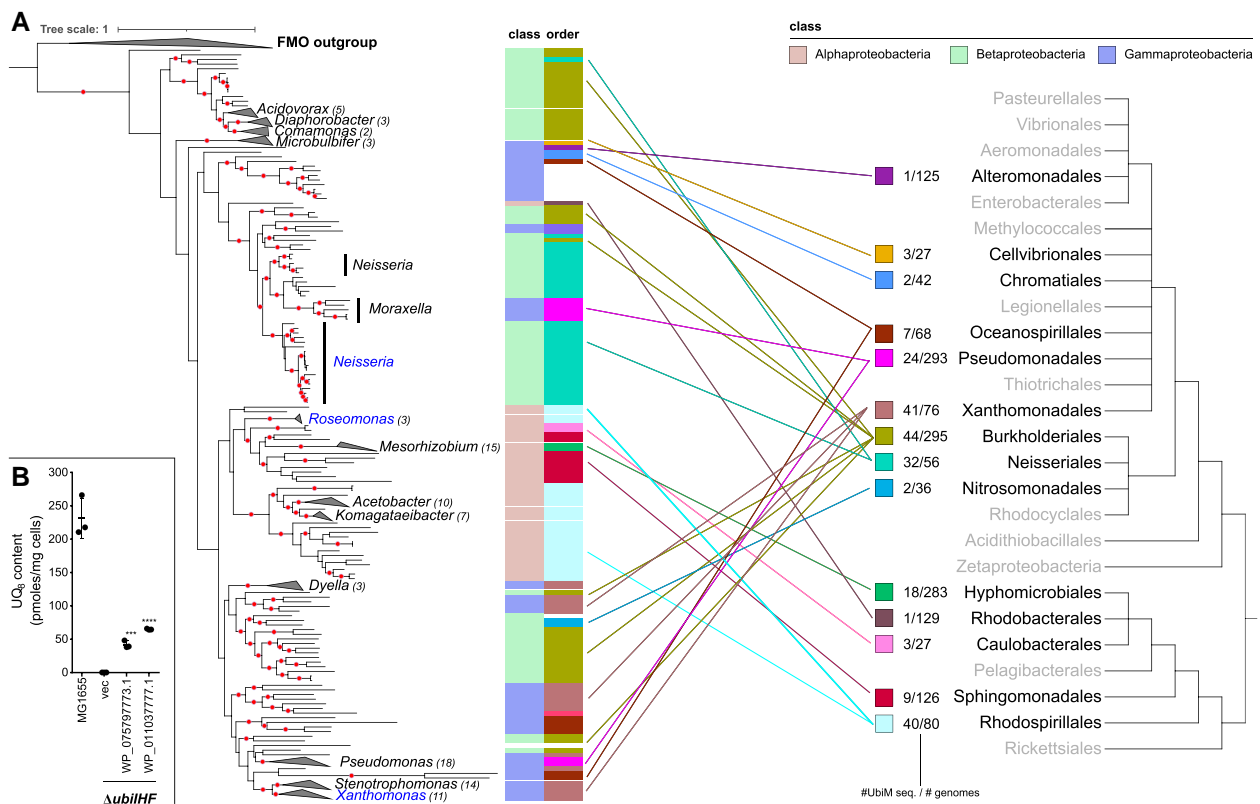 A
Tree scale: 1
FMO outgroup
Acidovorax (5)
Diaphorobacter (3)
Comamonas (2)
Microbulbifer (3)
Neisseria
Moraxella
Neisseria
Roseomonas (3)
Mesorhizobium (15)
Acetobacter (10)
Komagataeibacter (7)
Dyella (3)
Pseudomonas (18)
Stenotrophomonas (14)
Xanthomonas (11)
class order
class
Alphaproteobacteria
Betaproteobacteria
Gammaproteobacteria
Pasteurellales
Vibrionales
Aeromonadales
1/125 Alteromonadales
Enterobacterales
Methylococcales
3/27 Cellvibrionales
2/42 Chromatiales
Legionellales
7/68 Oceanospirillales
24/293 Pseudomonadales
Thiotrichales
41/76 Xanthomonadales
44/295 Burkholderiales
32/56 Neisseriales
2/36 Nitrosomonadales
Rhodocyclales
Acidithiobacillales
Zetaproteobacteria
18/283 Hyphomicrobiales
1/129 Rhodobacterales
3/27 Caulobacterales
Pelagibacterales
9/126 Sphingomonadales
40/80 Rhodospirillales
Rickettsiales
#UbiM seq. / # genomes
B
UQ8 content
(pmoles/mg cells)
300
250
200
150
100
50
0
***
****
MG1655
vec
WP_075797773.1
WP_011037777.1
ΔubiIHF